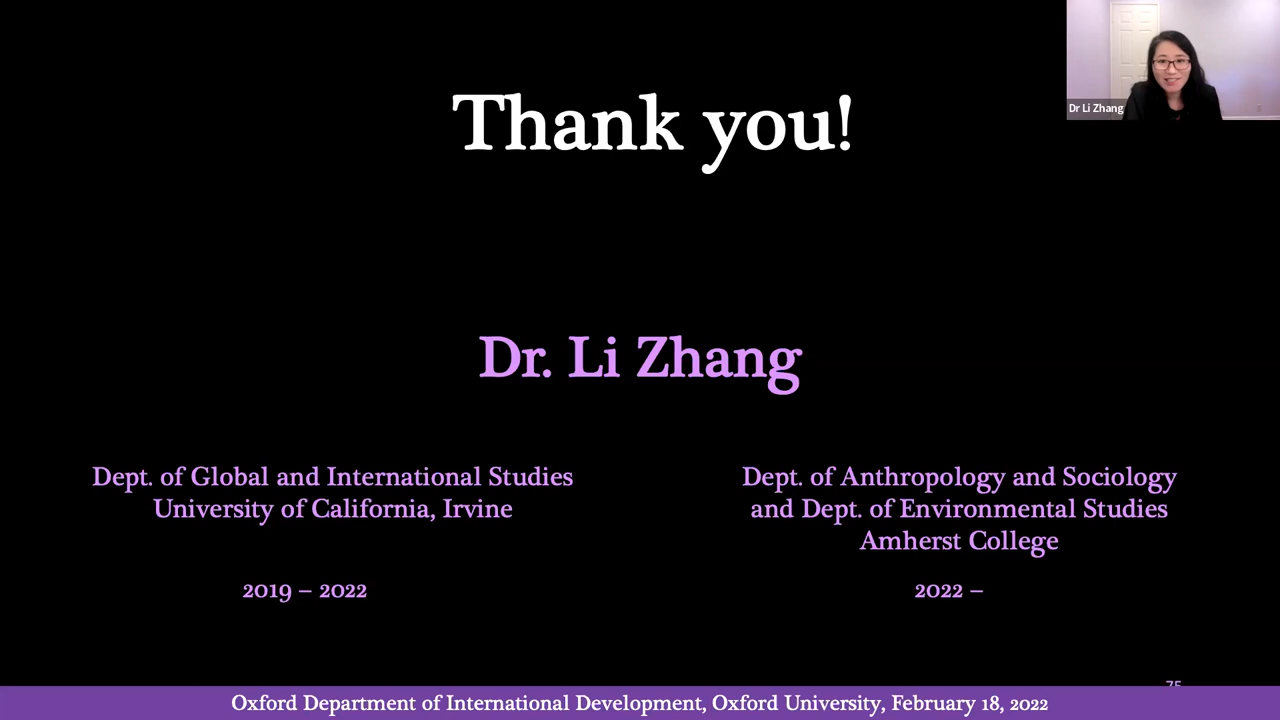 Thank you!
Dr Li Zhang
Dr. Li Zhang
Dept. of Global and International Studies
University of California, Irvine
2019 – 2022
Dept. of Anthropology and Sociology
and Dept. of Environmental Studies
Amherst College
2022 –
75
Oxford Department of International Development, Oxford University, February 18, 2022